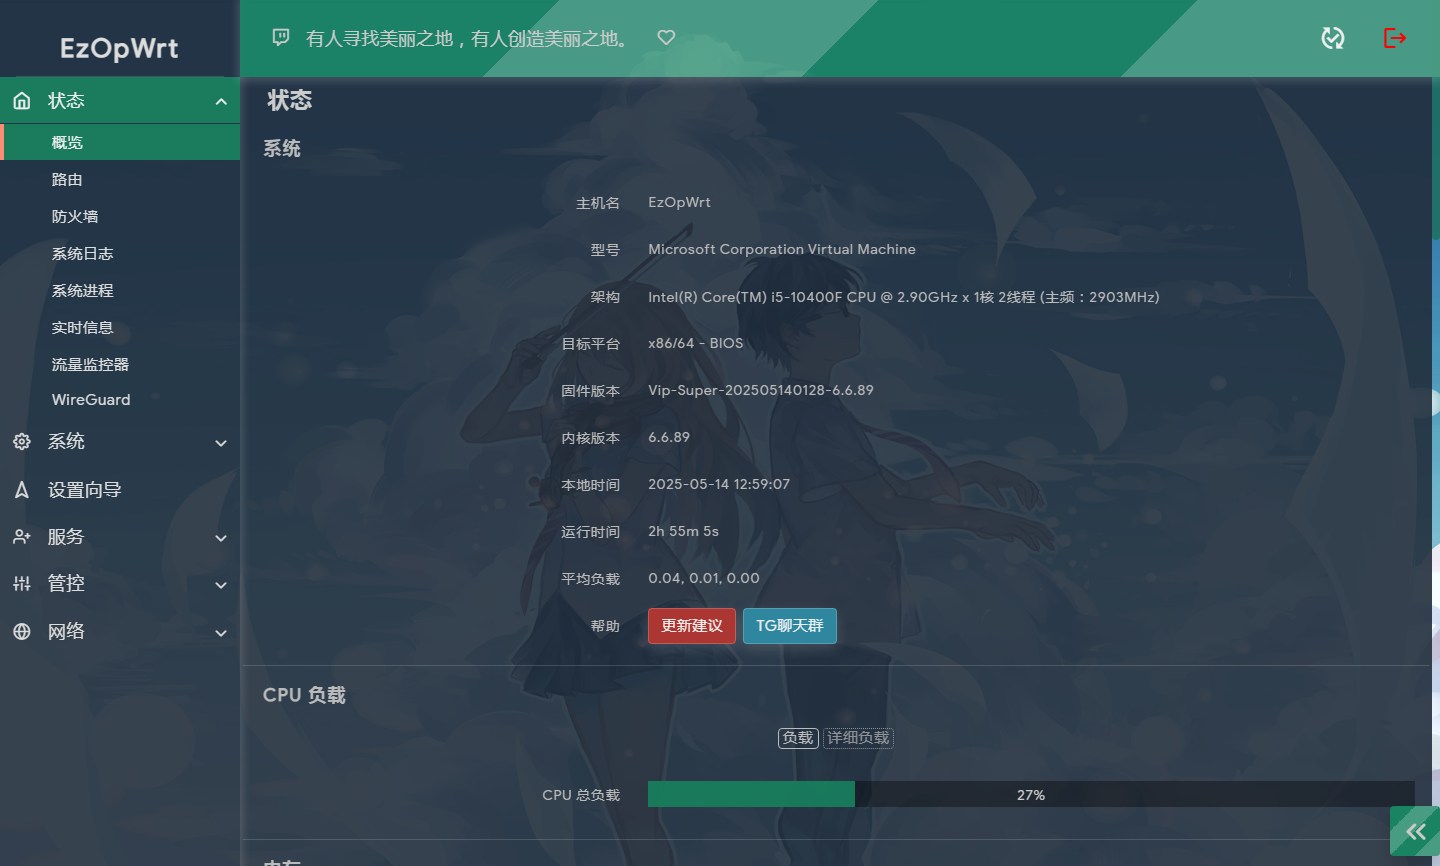 EzOpWrt
有人寻找美丽之地，有人创造美丽之地。
状态
概览
路由
防火墙
系统日志
系统进程
实时信息
流量监控器
WireGuard
系统
设置向导
服务
管控
网络
状态
系统
主机名 EzOpWrt
型号 Microsoft Corporation Virtual Machine
架构 Intel(R) Core(TM) i5-10400F CPU @ 2.90GHz x 1核 2线程 (主频：2903MHz)
目标平台 x86/64 - BIOS
固件版本 Vip-Super-202505140128-6.6.89
内核版本 6.6.89
本地时间 2025-05-14 12:59:07
运行时间 2h 55m 5s
平均负载 0.04, 0.01, 0.00
帮助 更新建议 TG聊天群
CPU 负载
负载 详细负载
CPU 总负载 27%